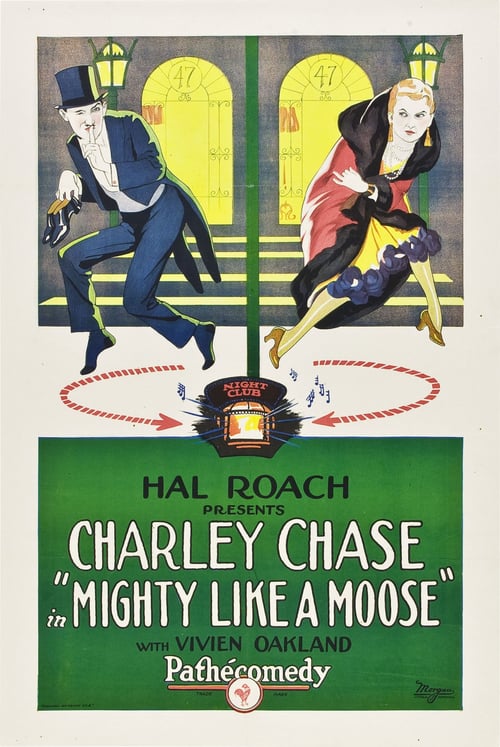 47
47
NIGHT
CLUB
HAL ROACH
PRESENTS
CHARLEY CHASE
in "MIGHTY LIKE A MOOSE"
WITH VIVIEN OAKLAND
Pathécomedy
TRADE MARK
Morgan